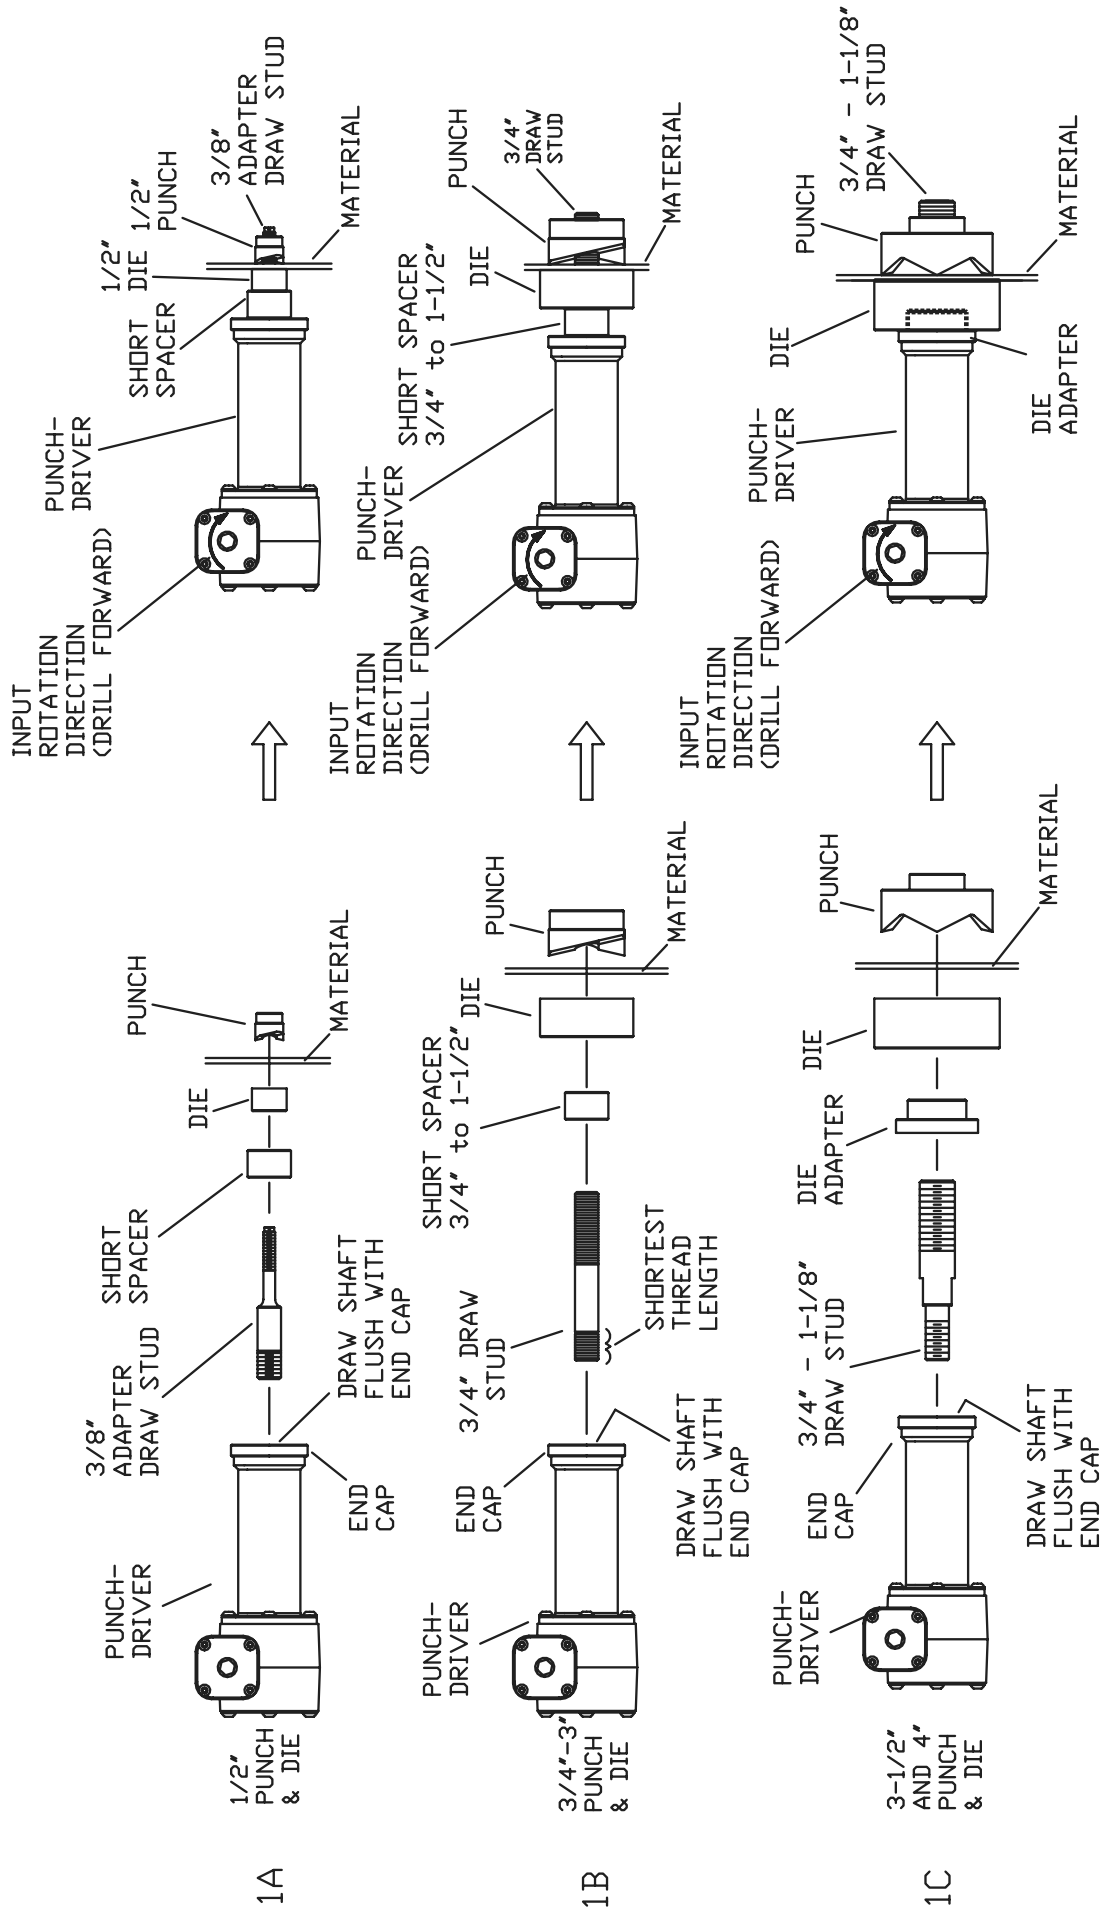 1A
1/2"
PUNCH
& DIE
PUNCH-
DRIVER
END
CAP
DRAW SHAFT
FLUSH WITH
END CAP
3/8"
ADAPTER
DRAW STUD
SHORT
SPACER
DIE
PUNCH
MATERIAL
INPUT
ROTATION
DIRECTION
(DRILL FORWARD)
PUNCH-
DRIVER
SHORT
SPACER
1/2"
DIE
1/2"
PUNCH
3/8"
ADAPTER
DRAW STUD
MATERIAL
1B
3/4"-3"
PUNCH
& DIE
PUNCH-
DRIVER
END
CAP
DRAW SHAFT
FLUSH WITH
END CAP
3/4" DRAW
STUD
SHORTEST
THREAD
LENGTH
SHORT SPACER
3/4" to 1-1/2"
DIE
PUNCH
MATERIAL
INPUT
ROTATION
DIRECTION
(DRILL FORWARD)
PUNCH-
DRIVER
SHORT SPACER
3/4" to 1-1/2"
DIE
PUNCH
3/4"
DRAW
STUD
MATERIAL
1C
3-1/2"
AND 4"
PUNCH
& DIE
PUNCH-
DRIVER
END
CAP
DRAW SHAFT
FLUSH WITH
END CAP
3/4" - 1-1/8"
DRAW STUD
DIE
ADAPTER
DIE
PUNCH
MATERIAL
INPUT
ROTATION
DIRECTION
(DRILL FORWARD)
PUNCH-
DRIVER
DIE
DIE
ADAPTER
PUNCH
3/4" - 1-1/8"
DRAW STUD
MATERIAL